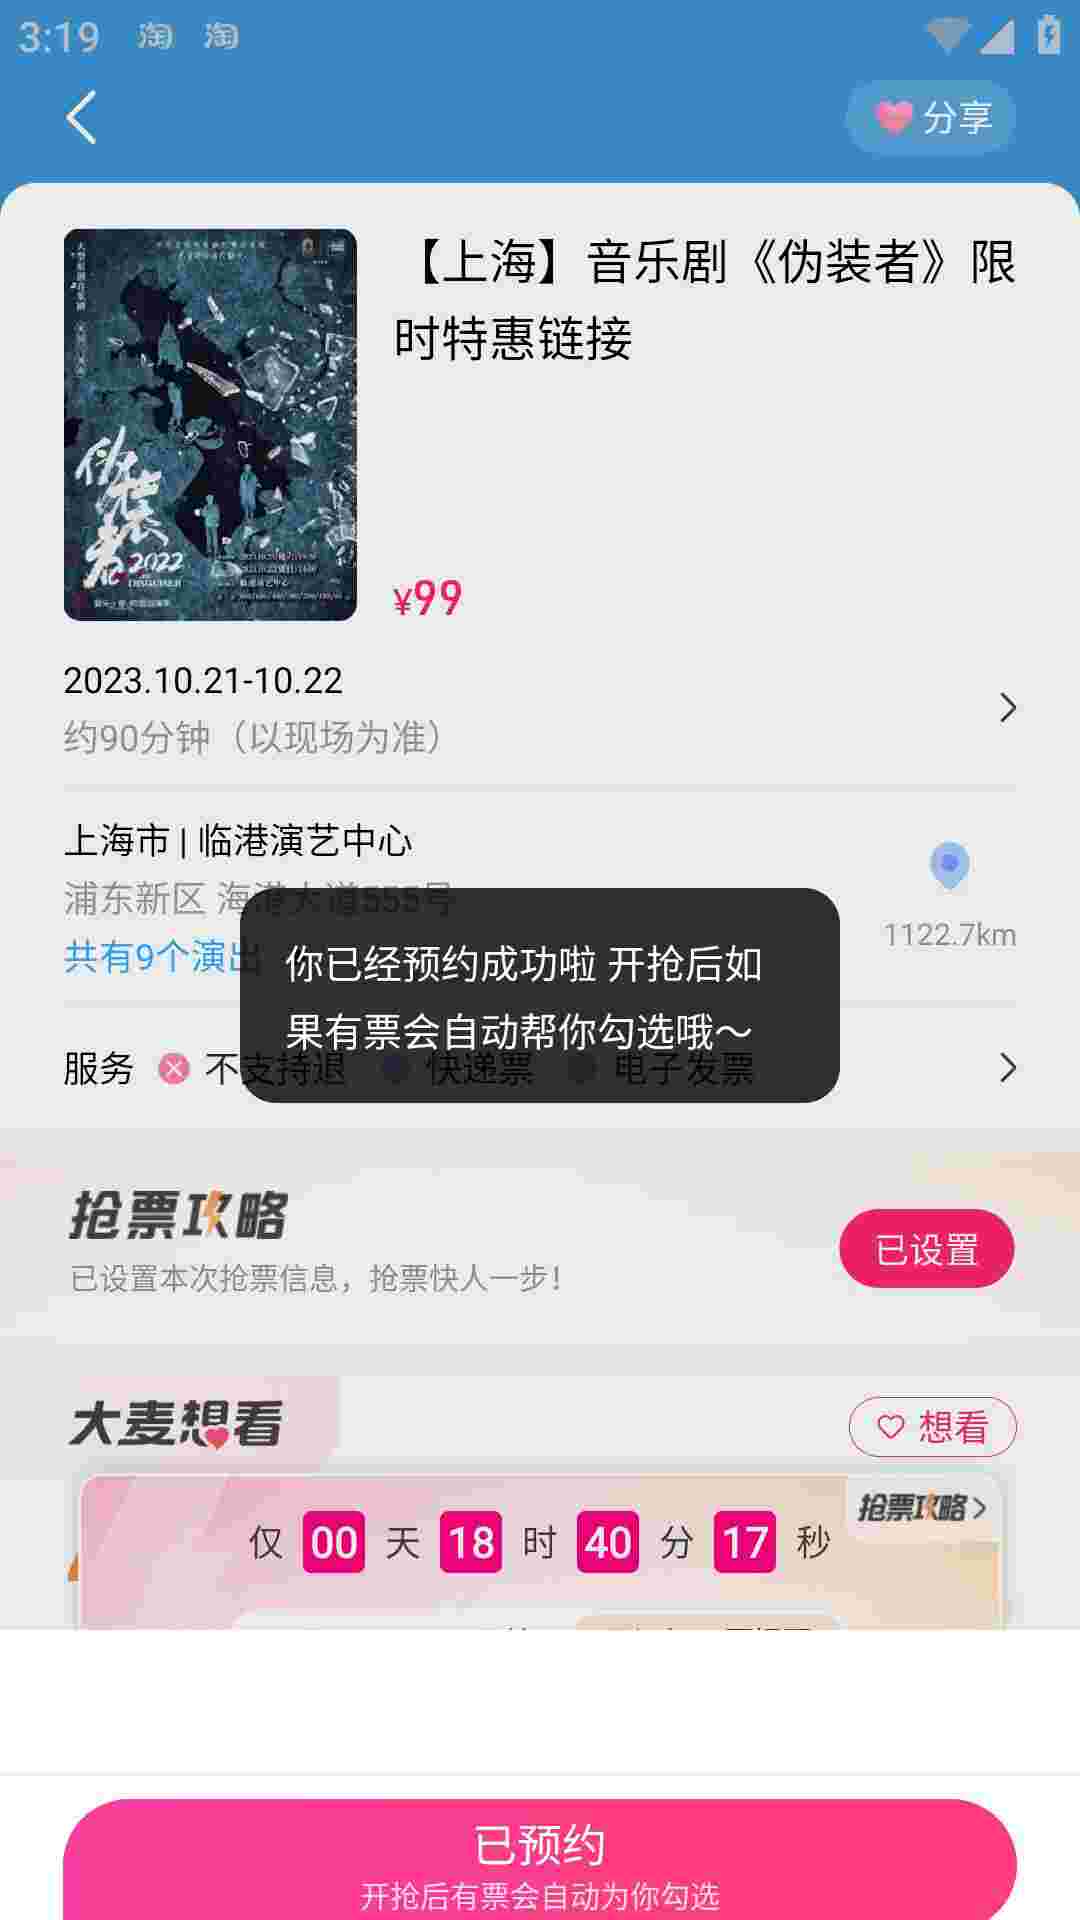 3:19 淘 淘
分享
【上海】音乐剧《伪装者》限
时特惠链接
伪装者
2022
¥99
2023.10.21-10.22
约90分钟（以现场为准）
上海市 | 临港演艺中心
浦东新区 海港大道555号
共有9个演出
1122.7km
你已经预约成功啦 开抢后如
果有票会自动帮你勾选哦～
服务 不支持退 快递票 电子发票
抢票攻略
已设置本次抢票信息，抢票快人一步！
已设置
大麦想看
想看
抢票攻略
仅 00 天 18 时 40 分 17 秒
已预约
开抢后有票会自动为你勾选